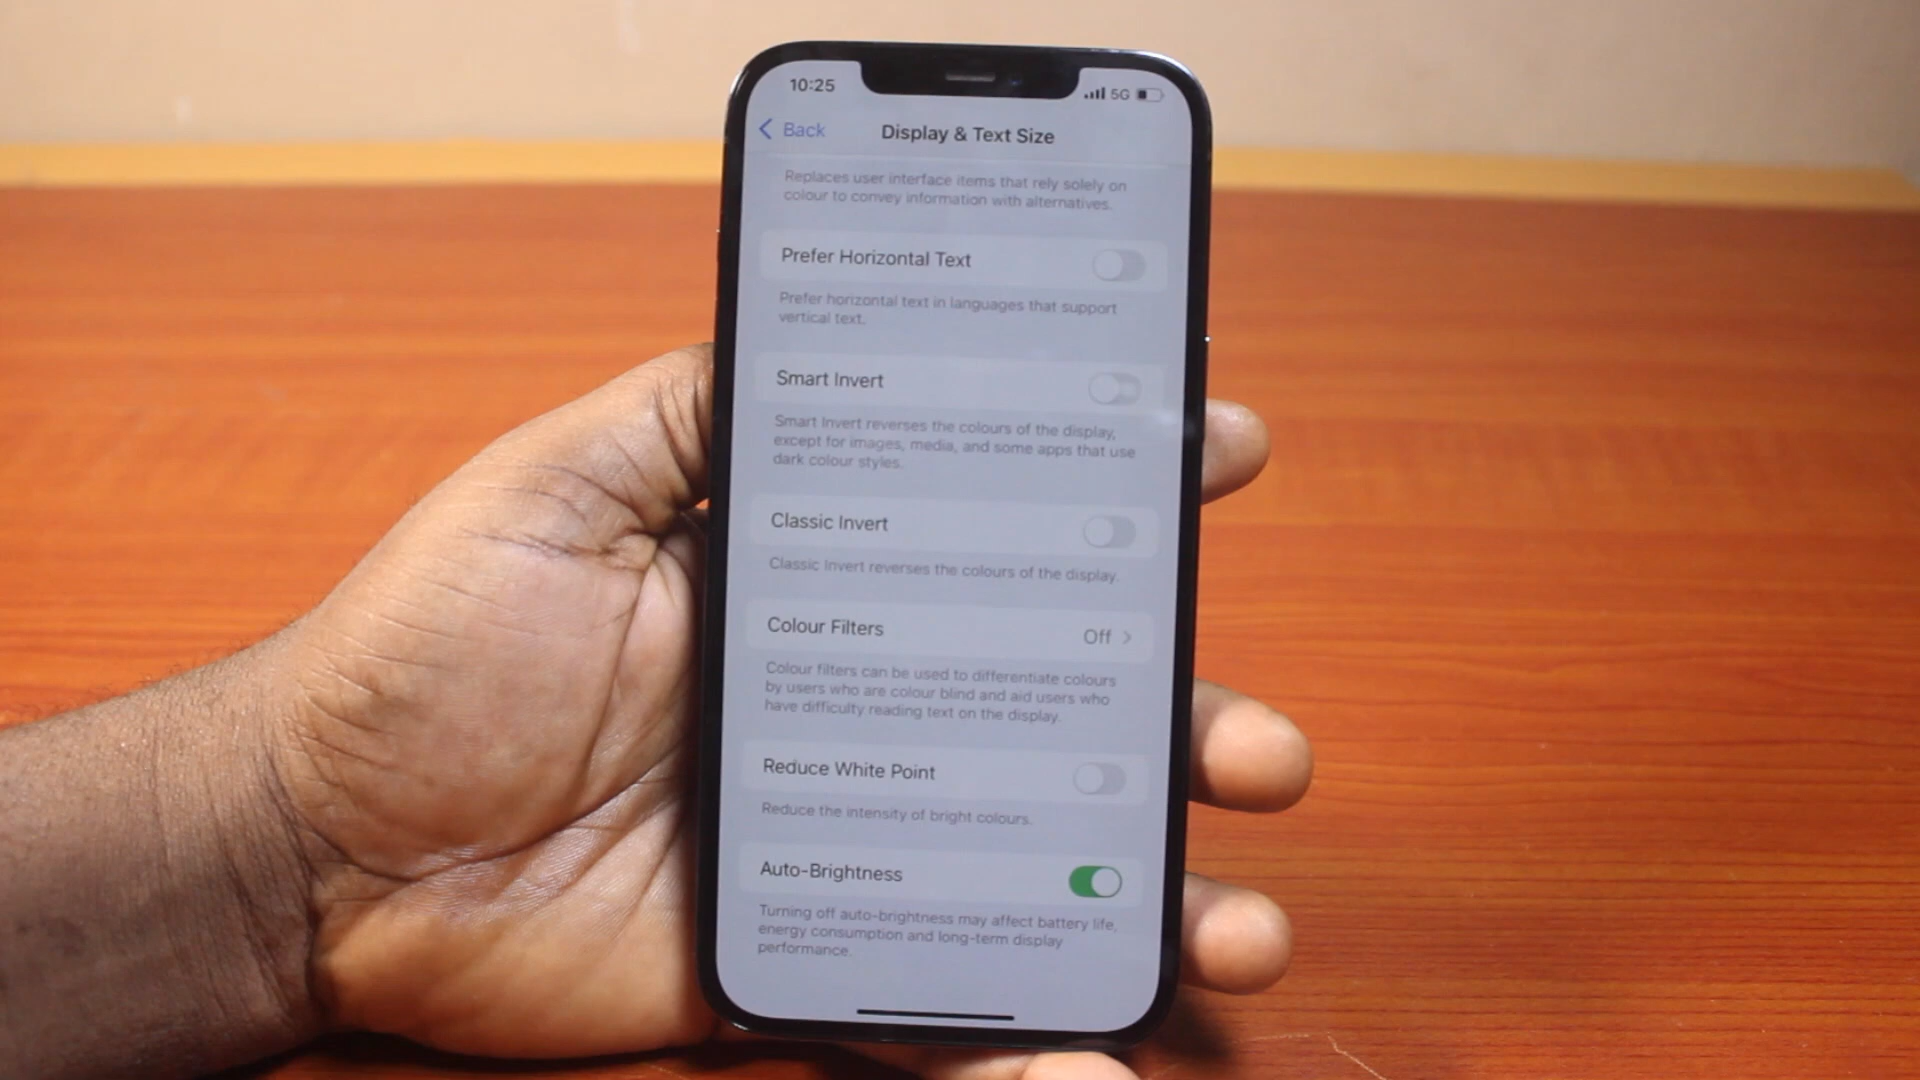 10:25
5G
Back
Display & Text Size
Replaces user interface items that rely solely on
colour to convey information with alternatives.
Prefer Horizontal Text
Prefer horizontal text in languages that support
vertical text.
Smart Invert
Smart Invert reverses the colours of the display,
except for images, media, and some apps that use
dark colour styles.
Classic Invert
Classic Invert reverses the colours of the display.
Colour Filters
Off
Colour filters can be used to differentiate colours
by users who are colour blind and aid users who
have difficulty reading text on the display.
Reduce White Point
Reduce the intensity of bright colours.
Auto-Brightness
Turning off auto-brightness may affect battery life,
energy consumption and long-term display
performance.